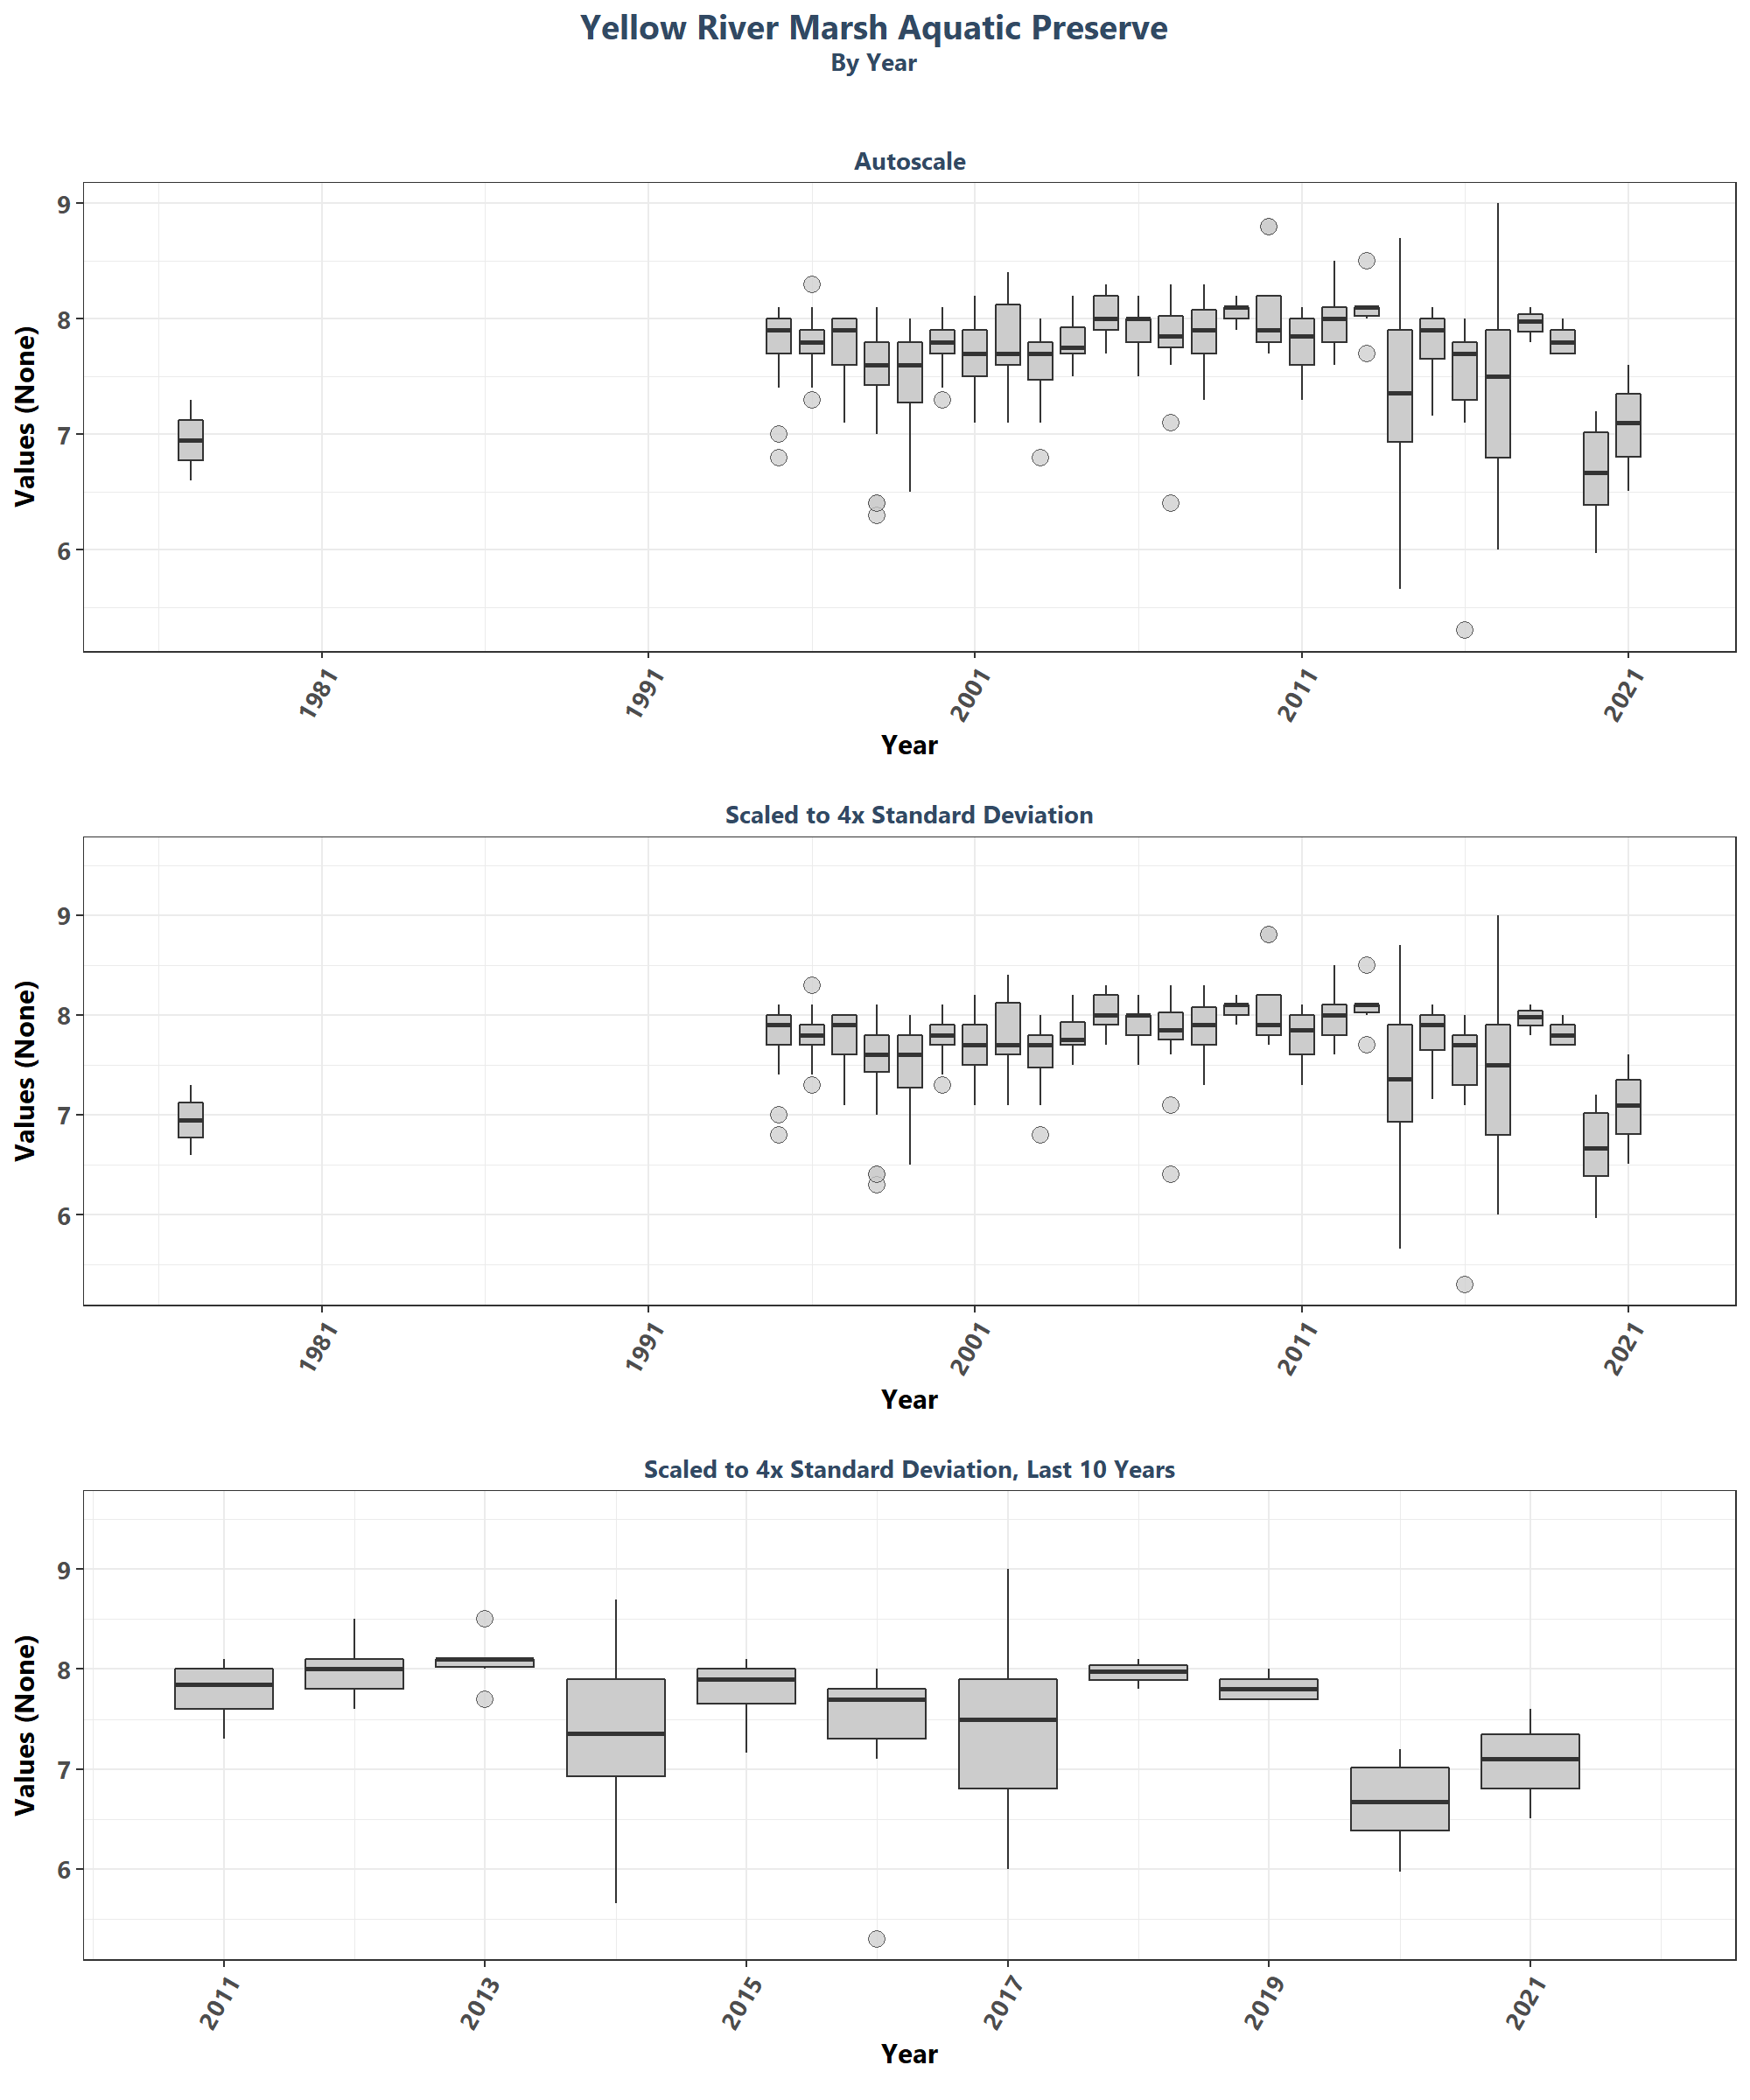 Yellow River Marsh Aquatic Preserve
By Year
Autoscale
Values (None)
9
8
7
6
1981
1991
2001
2011
2021
Year
Scaled to 4x Standard Deviation
Values (None)
9
8
7
6
1981
1991
2001
2011
2021
Year
Scaled to 4x Standard Deviation, Last 10 Years
Values (None)
9
8
7
6
2011
2013
2015
2017
2019
2021
Year